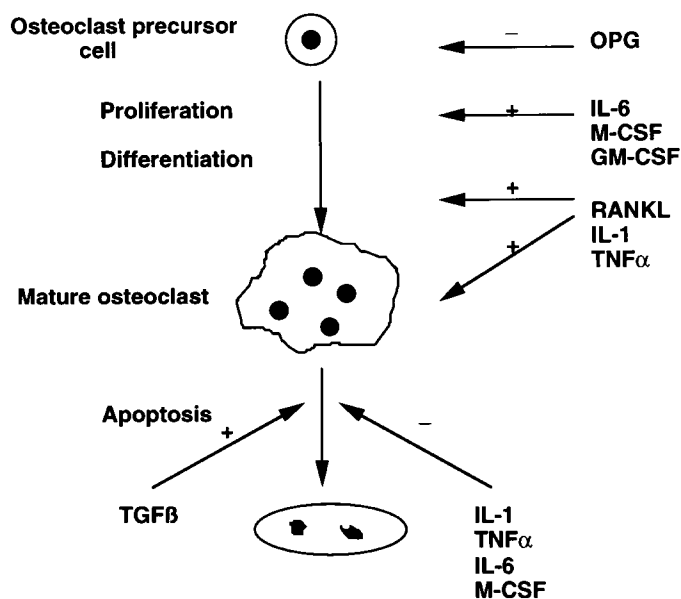 Osteoclast precursor
cell
−
OPG
Proliferation
+
IL-6
M-CSF
GM-CSF
Differentiation
+
RANKL
IL-1
TNFα
+
Mature osteoclast
Apoptosis
+
−
TGFß
IL-1
TNFα
IL-6
M-CSF